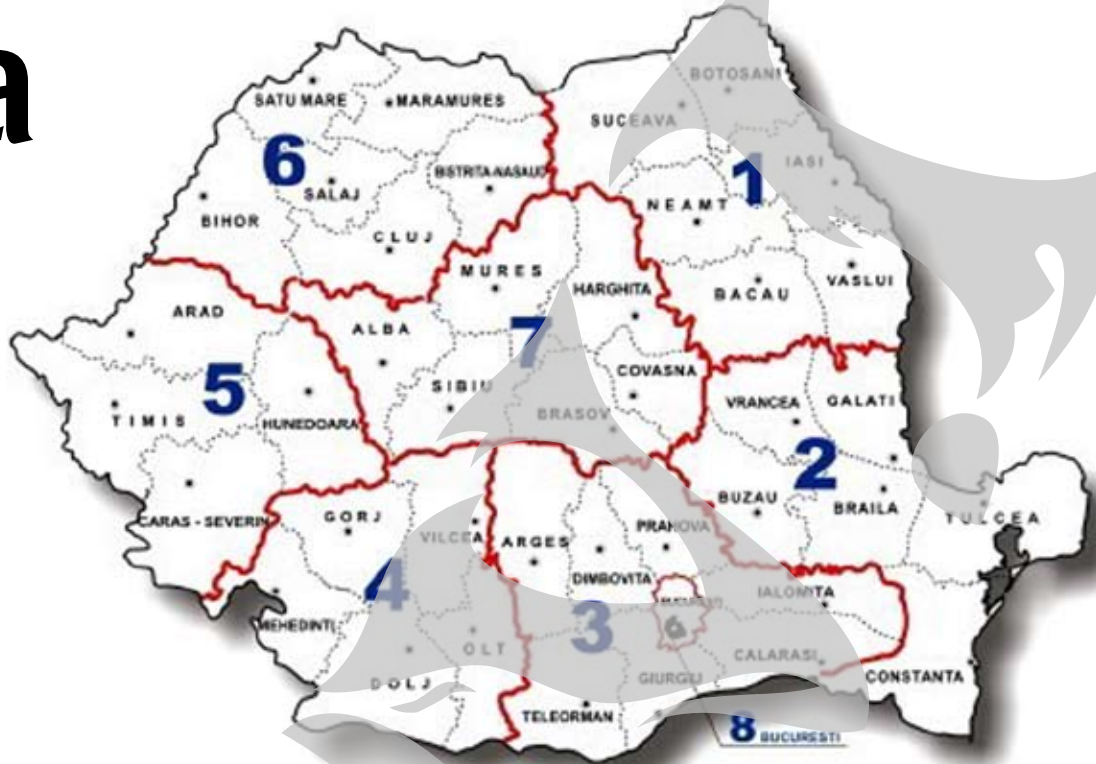 a
BOTOSANI
SATU MARE
MARAMURES
SUCEAVA
6
1
IASI
BISTRITA-NASAUD
SALAJ
NEAMT
BIHOR
CLUJ
MURES
VASLUI
HARGHITA
BACAU
ARAD
ALBA
7
COVASNA
5
SIBIU
VRANCEA
GALATI
BRASOV
TIMIS
HUNEDOARA
2
BUZAU
BRAILA
CARAS - SEVERIN
GORJ
TULCEA
PRAHOVA
VILCEA
ARGES
DIMBOVITA
4
IALOMITA
3
MEHEDINTI
OLT
CALARASI
GIURGIU
CONSTANTA
DOLJ
TELEORMAN
8 BUCURESTI